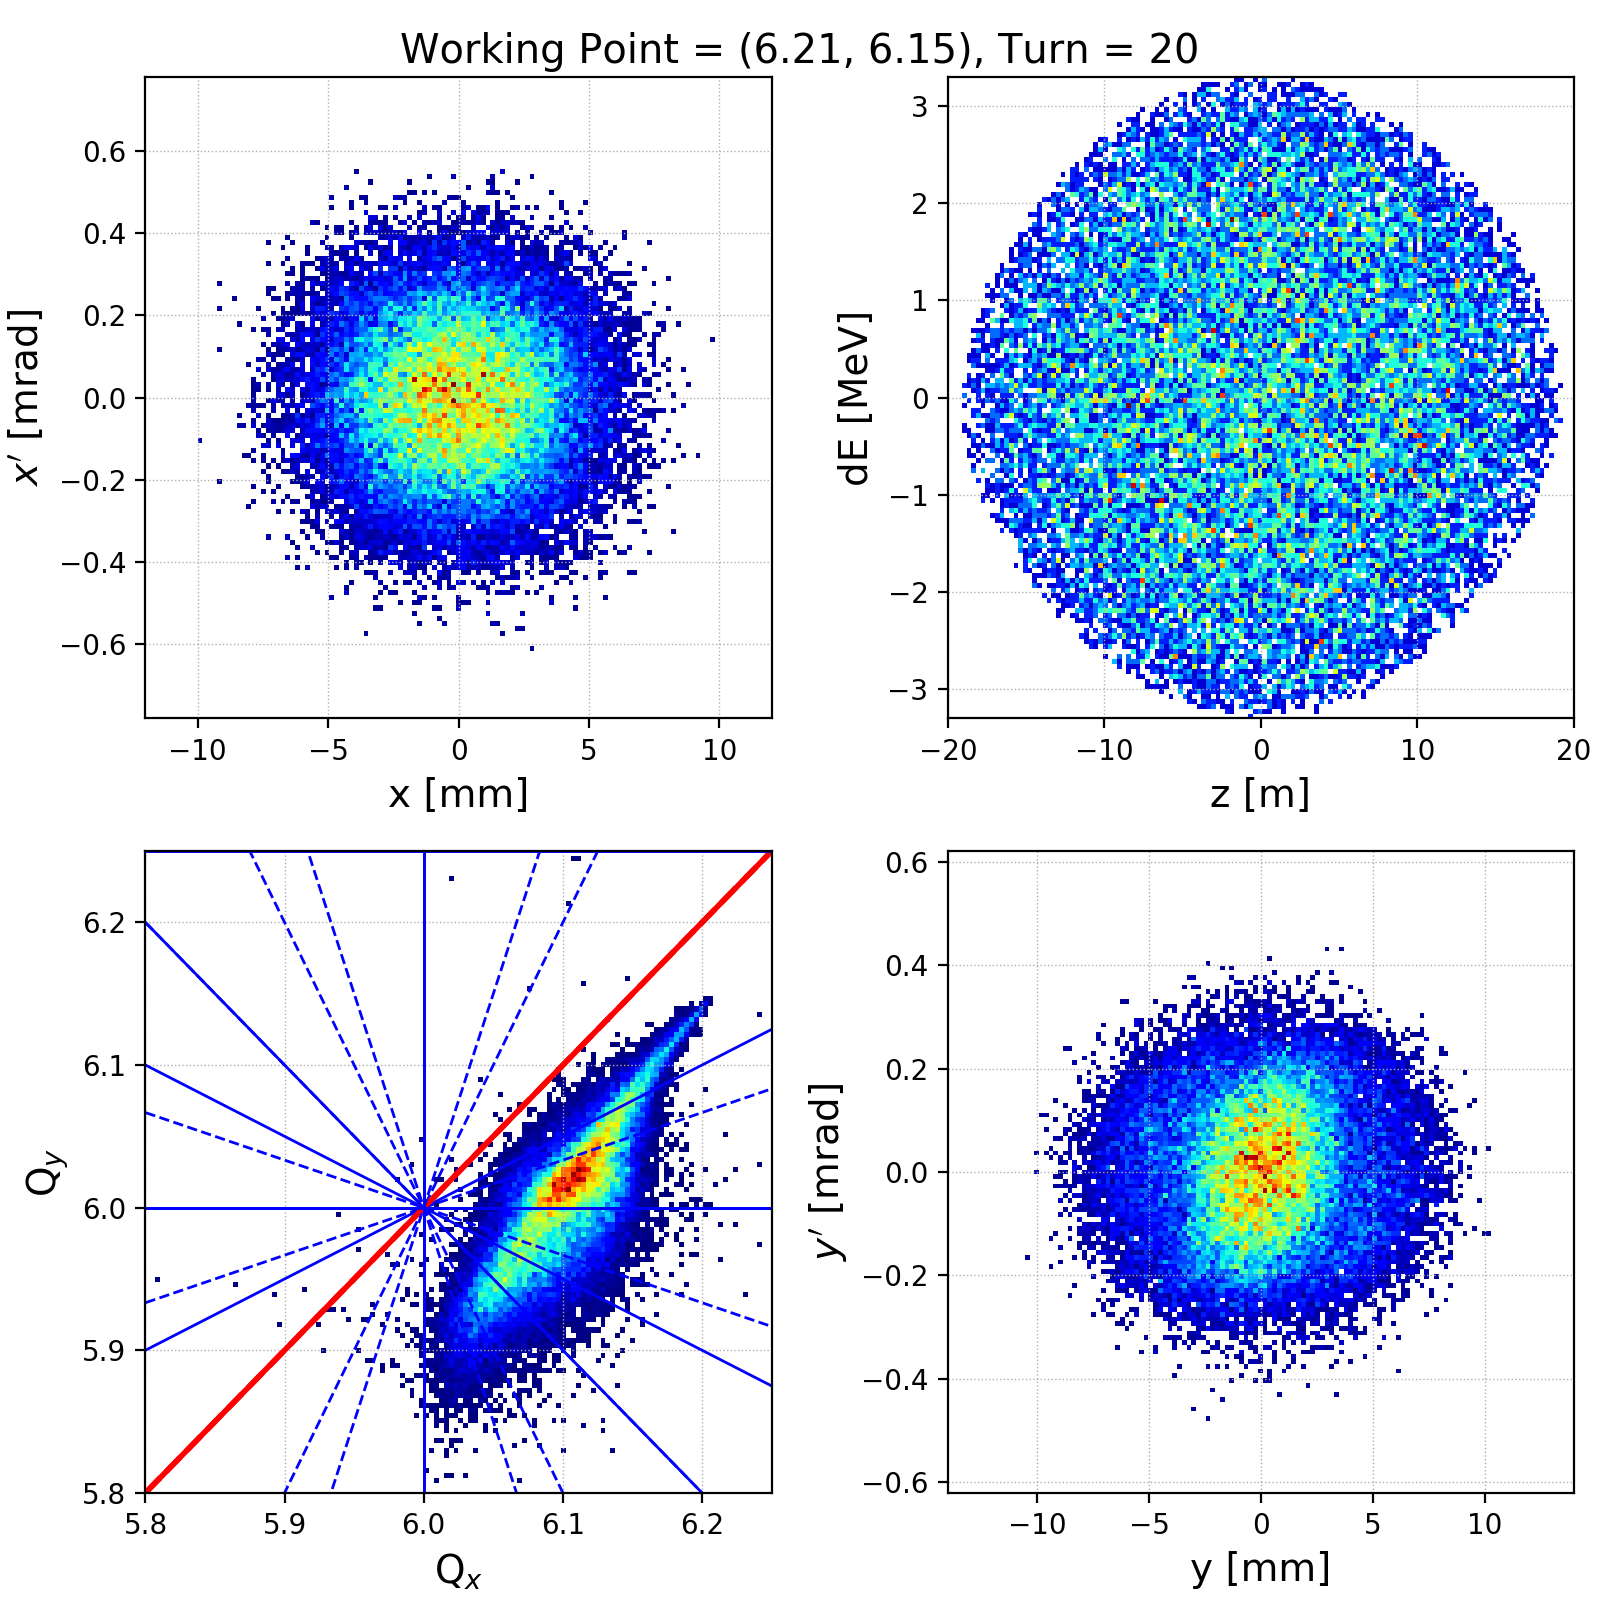 Working Point = (6.21, 6.15), Turn = 20
0.6
0.4
0.2
0.0
−0.2
−0.4
−0.6
x′ [mrad]
−10 −5 0 5 10
x [mm]
3
2
1
0
−1
−2
−3
dE [MeV]
−20 −10 0 10 20
z [m]
6.2
6.1
6.0
5.9
5.8
Qy
5.8 5.9 6.0 6.1 6.2
Qx
0.6
0.4
0.2
0.0
−0.2
−0.4
−0.6
y′ [mrad]
−10 −5 0 5 10
y [mm]